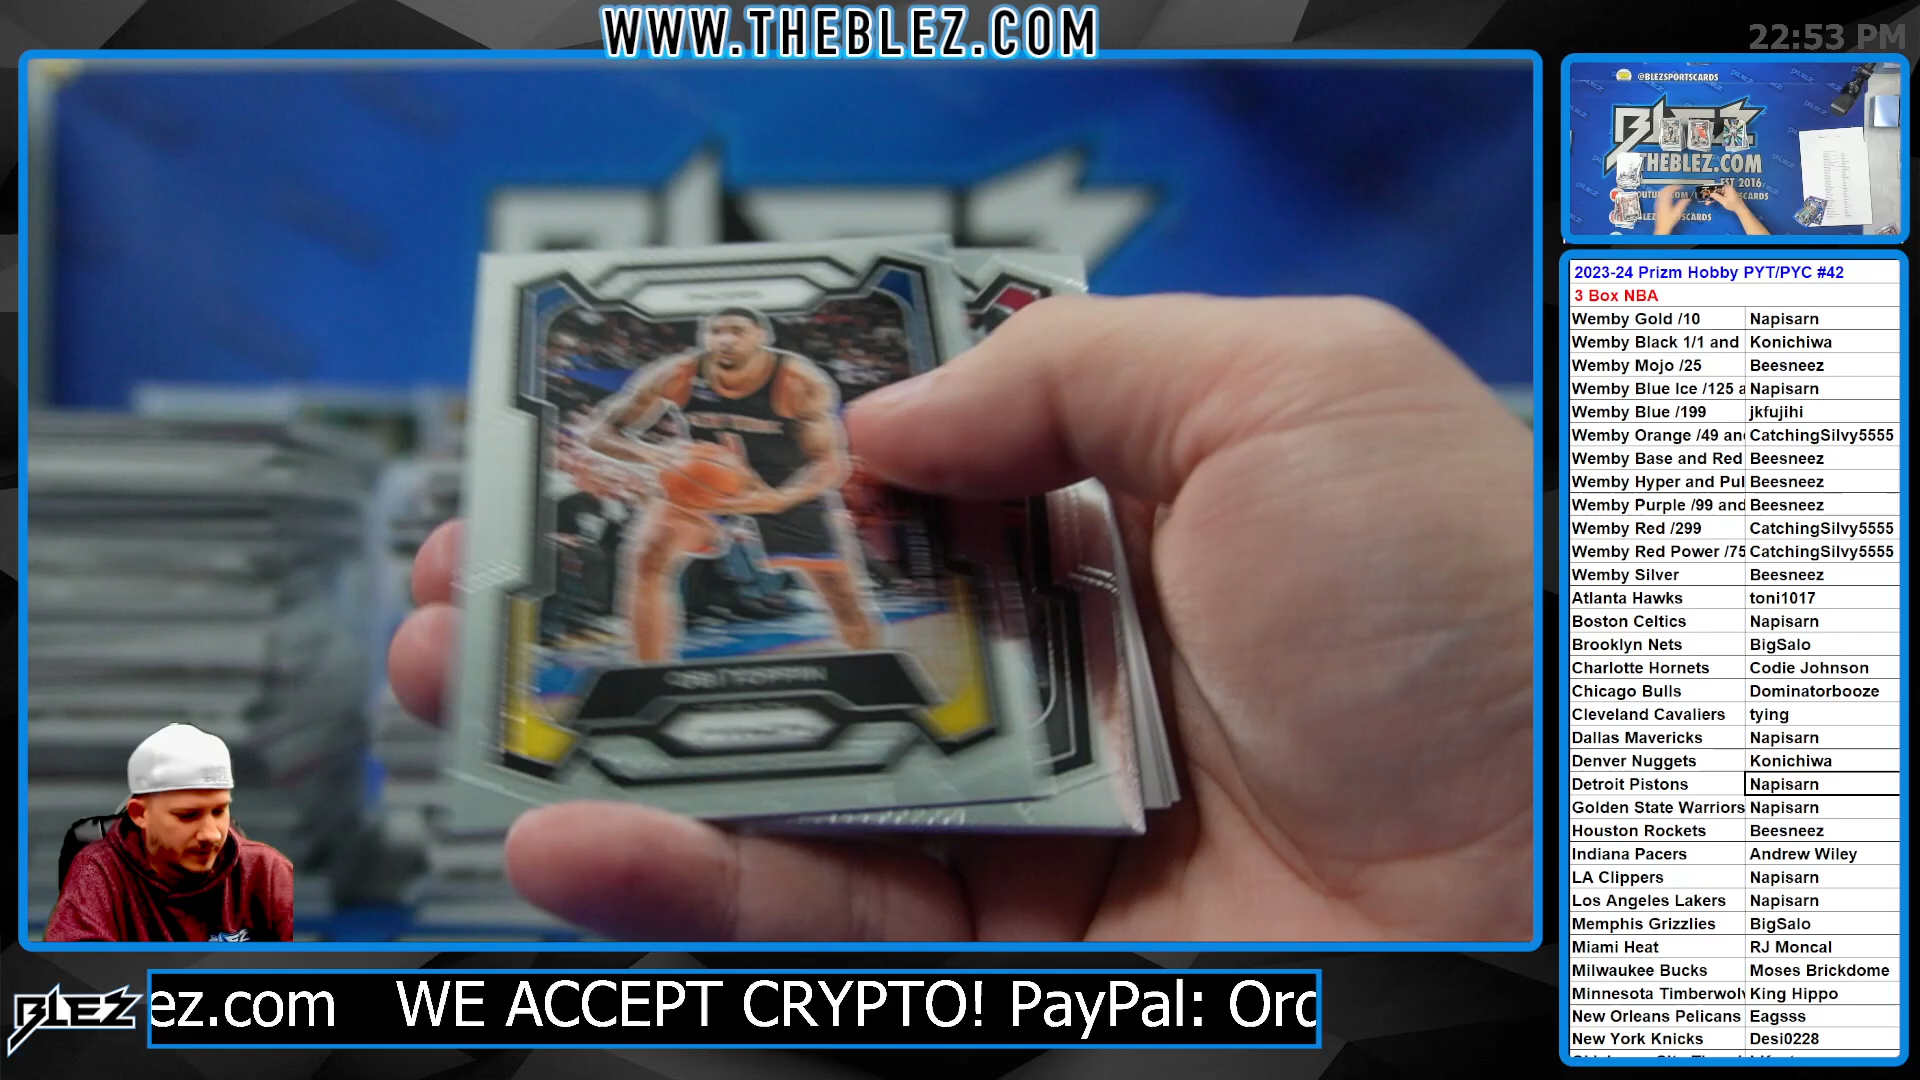 WWW.THEBLEZ.COM
22:53 PM
@BLEZSPORTSCARDS
BLEZ
THEBLEZ.COM
EST 2016
OBI TOPPIN
2023-24 Prizm Hobby PYT/PYC #42
3 Box NBA
Wemby Gold /10 Napisarn
Wemby Black 1/1 and Konichiwa
Wemby Mojo /25 Beesneez
Wemby Blue Ice /125 a Napisarn
Wemby Blue /199 jkfujihi
Wemby Orange /49 and CatchingSilvy5555
Wemby Base and Red Beesneez
Wemby Hyper and Pul Beesneez
Wemby Purple /99 and Beesneez
Wemby Red /299 CatchingSilvy5555
Wemby Red Power /75 CatchingSilvy5555
Wemby Silver Beesneez
Atlanta Hawks toni1017
Boston Celtics Napisarn
Brooklyn Nets BigSalo
Charlotte Hornets Codie Johnson
Chicago Bulls Dominatorbooze
Cleveland Cavaliers tying
Dallas Mavericks Napisarn
Denver Nuggets Konichiwa
Detroit Pistons Napisarn
Golden State Warriors Napisarn
Houston Rockets Beesneez
Indiana Pacers Andrew Wiley
LA Clippers Napisarn
Los Angeles Lakers Napisarn
Memphis Grizzlies BigSalo
Miami Heat RJ Moncal
Milwaukee Bucks Moses Brickdome
Minnesota Timberwolv King Hippo
New Orleans Pelicans Eagsss
New York Knicks Desi0228
BLEZ
ez.com WE ACCEPT CRYPTO! PayPal: Orc